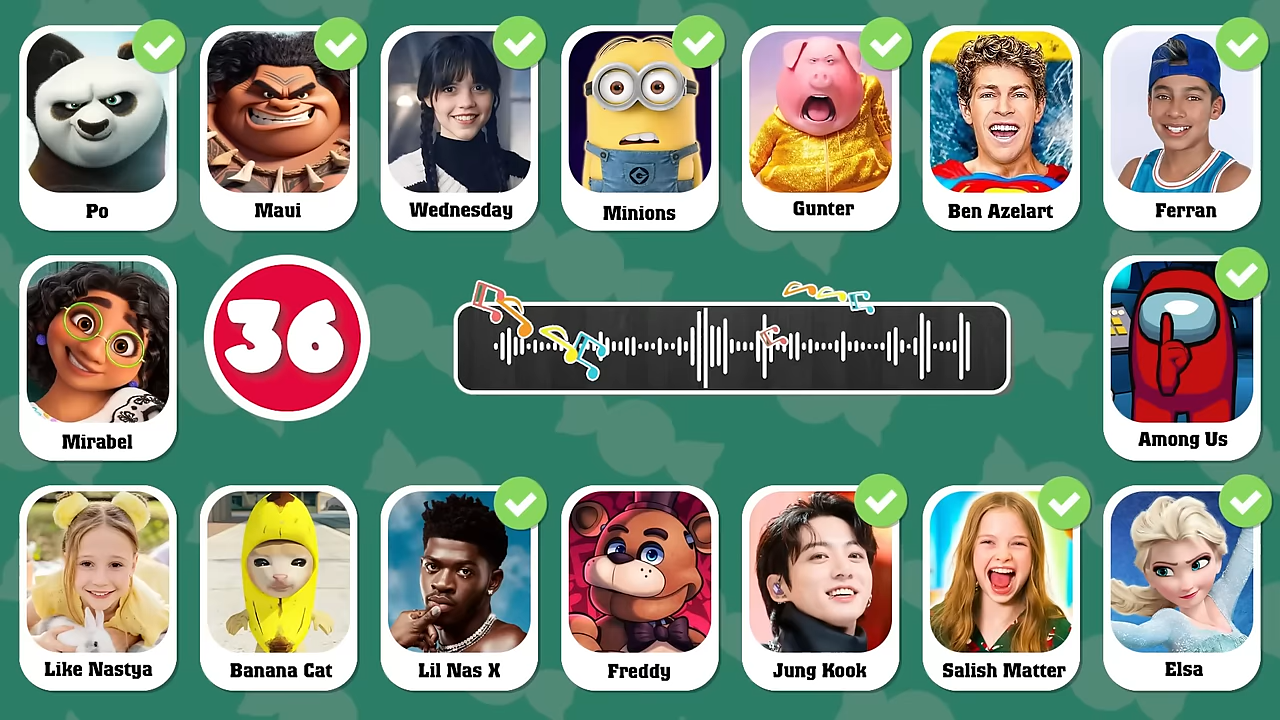 Po
Maui
Wednesday
Minions
Gunter
Ben Azelart
Ferran
Mirabel
36
Among Us
Like Nastya
Banana Cat
Lil Nas X
Freddy
Jung Kook
Salish Matter
Elsa